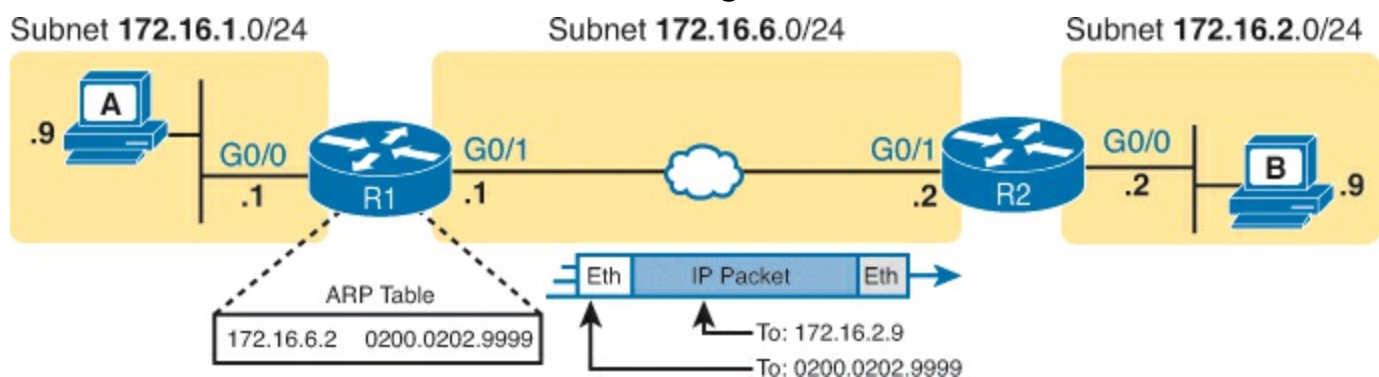 Subnet 172.16.1.0/24
Subnet 172.16.6.0/24
Subnet 172.16.2.0/24
A
.9
G0/0
.1
R1
G0/1
.1
G0/1
.2
R2
G0/0
.2
B
.9
ARP Table
172.16.6.2 0200.0202.9999
Eth IP Packet Eth
To: 172.16.2.9
To: 0200.0202.9999